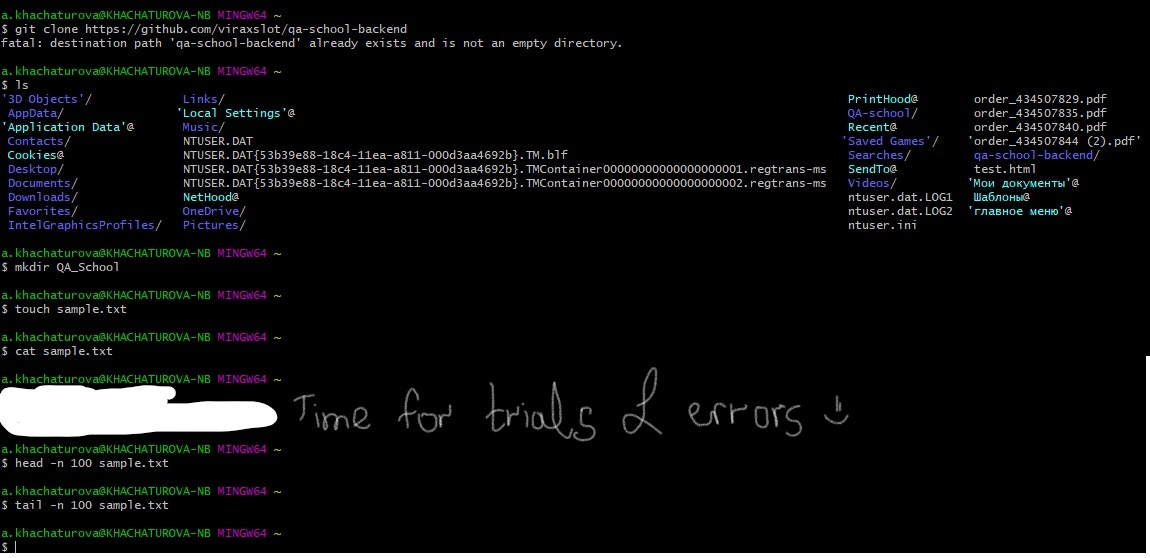 a.khachaturova@KHACHATUROVA-NB MINGW64 ~
$ git clone https://github.com/viraxslot/qa-school-backend
fatal: destination path 'qa-school-backend' already exists and is not an empty directory.
a.khachaturova@KHACHATUROVA-NB MINGW64 ~
$ ls
'3D Objects'/ Links/ PrintHood@ order_434507829.pdf
AppData/ 'Local Settings'@ QA-school/ order_434507835.pdf
'Application Data'@ Music/ Recent@ order_434507840.pdf
Contacts/ NTUSER.DAT 'Saved Games'/ 'order_434507844 (2).pdf'
Cookies@ NTUSER.DAT{53b39e88-18c4-11ea-a811-000d3aa4692b}.TM.blf Searches/ qa-school-backend/
Desktop/ NTUSER.DAT{53b39e88-18c4-11ea-a811-000d3aa4692b}.TMContainer00000000000000000001.regtrans-ms SendTo@ test.html
Documents/ NTUSER.DAT{53b39e88-18c4-11ea-a811-000d3aa4692b}.TMContainer00000000000000000002.regtrans-ms Videos/ 'Мои документы'@
Downloads/ NetHood@ ntuser.dat.LOG1 Шаблоны@
Favorites/ OneDrive/ ntuser.dat.LOG2 'главное меню'@
IntelGraphicsProfiles/ Pictures/ ntuser.ini
a.khachaturova@KHACHATUROVA-NB MINGW64 ~
$ mkdir QA_School
a.khachaturova@KHACHATUROVA-NB MINGW64 ~
$ touch sample.txt
a.khachaturova@KHACHATUROVA-NB MINGW64 ~
$ cat sample.txt
a.khachaturova@KHACHATUROVA-NB MINGW64 ~
Time for trials & errors
a.khachaturova@KHACHATUROVA-NB MINGW64 ~
$ head -n 100 sample.txt
a.khachaturova@KHACHATUROVA-NB MINGW64 ~
$ tail -n 100 sample.txt
a.khachaturova@KHACHATUROVA-NB MINGW64 ~
$